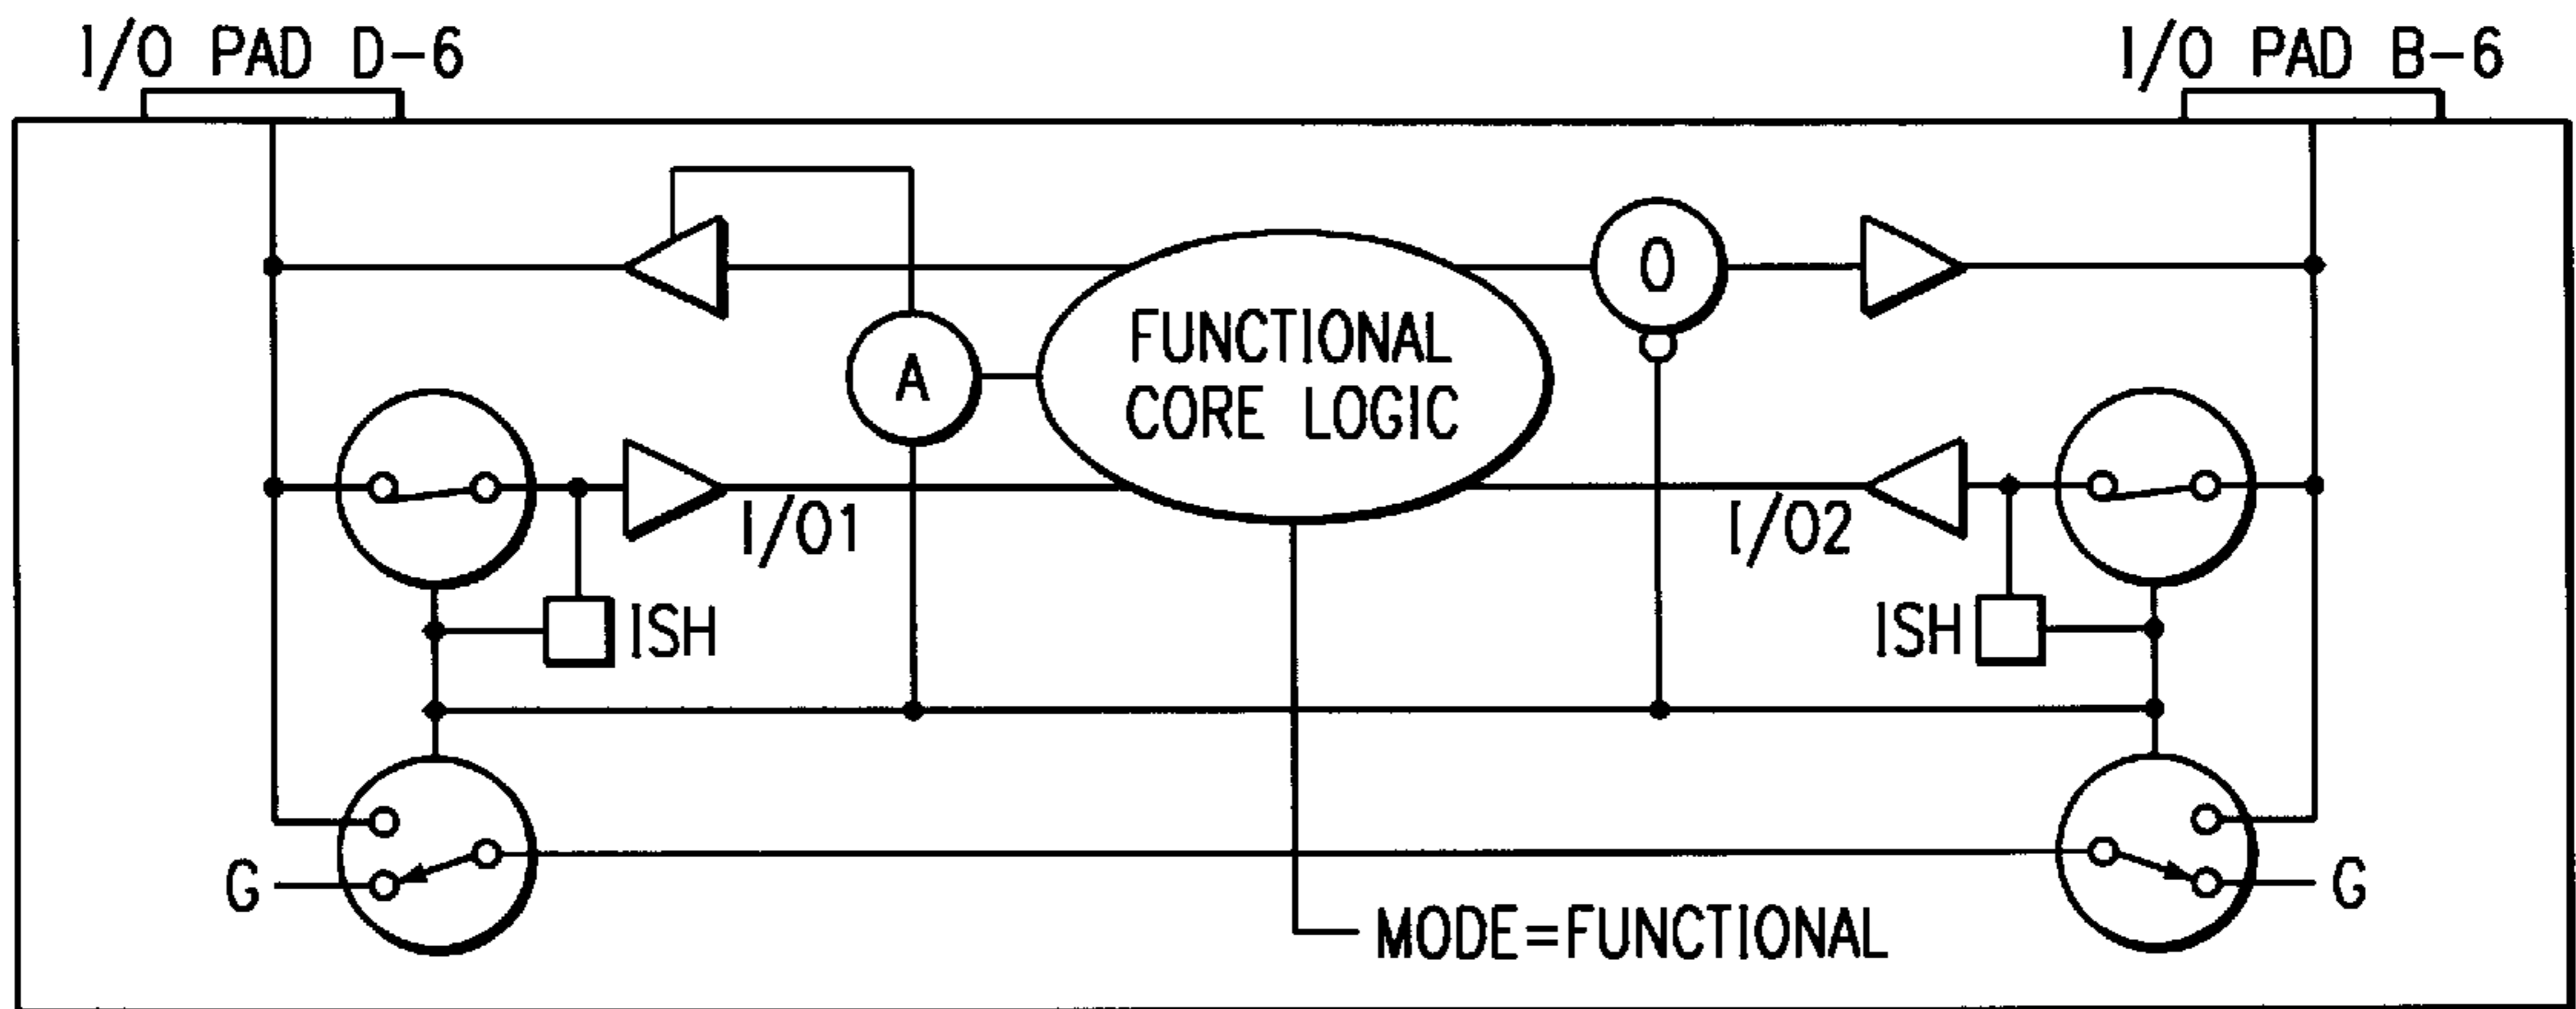 I/O PAD D-6
I/O PAD B-6
O
FUNCTIONAL
CORE LOGIC
A
I/O1
I/O2
ISH
ISH
G
G
MODE=FUNCTIONAL